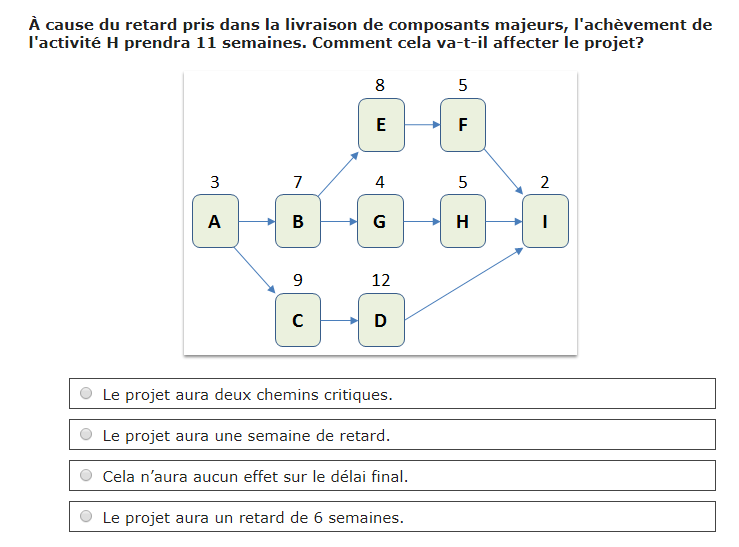 À cause du retard pris dans la livraison de composants majeurs, l'achèvement de
l'activité H prendra 11 semaines. Comment cela va-t-il affecter le projet?
8 5
E F
3 7 4 5 2
A B G H I
9 12
C D
Le projet aura deux chemins critiques.
Le projet aura une semaine de retard.
Cela n’aura aucun effet sur le délai final.
Le projet aura un retard de 6 semaines.